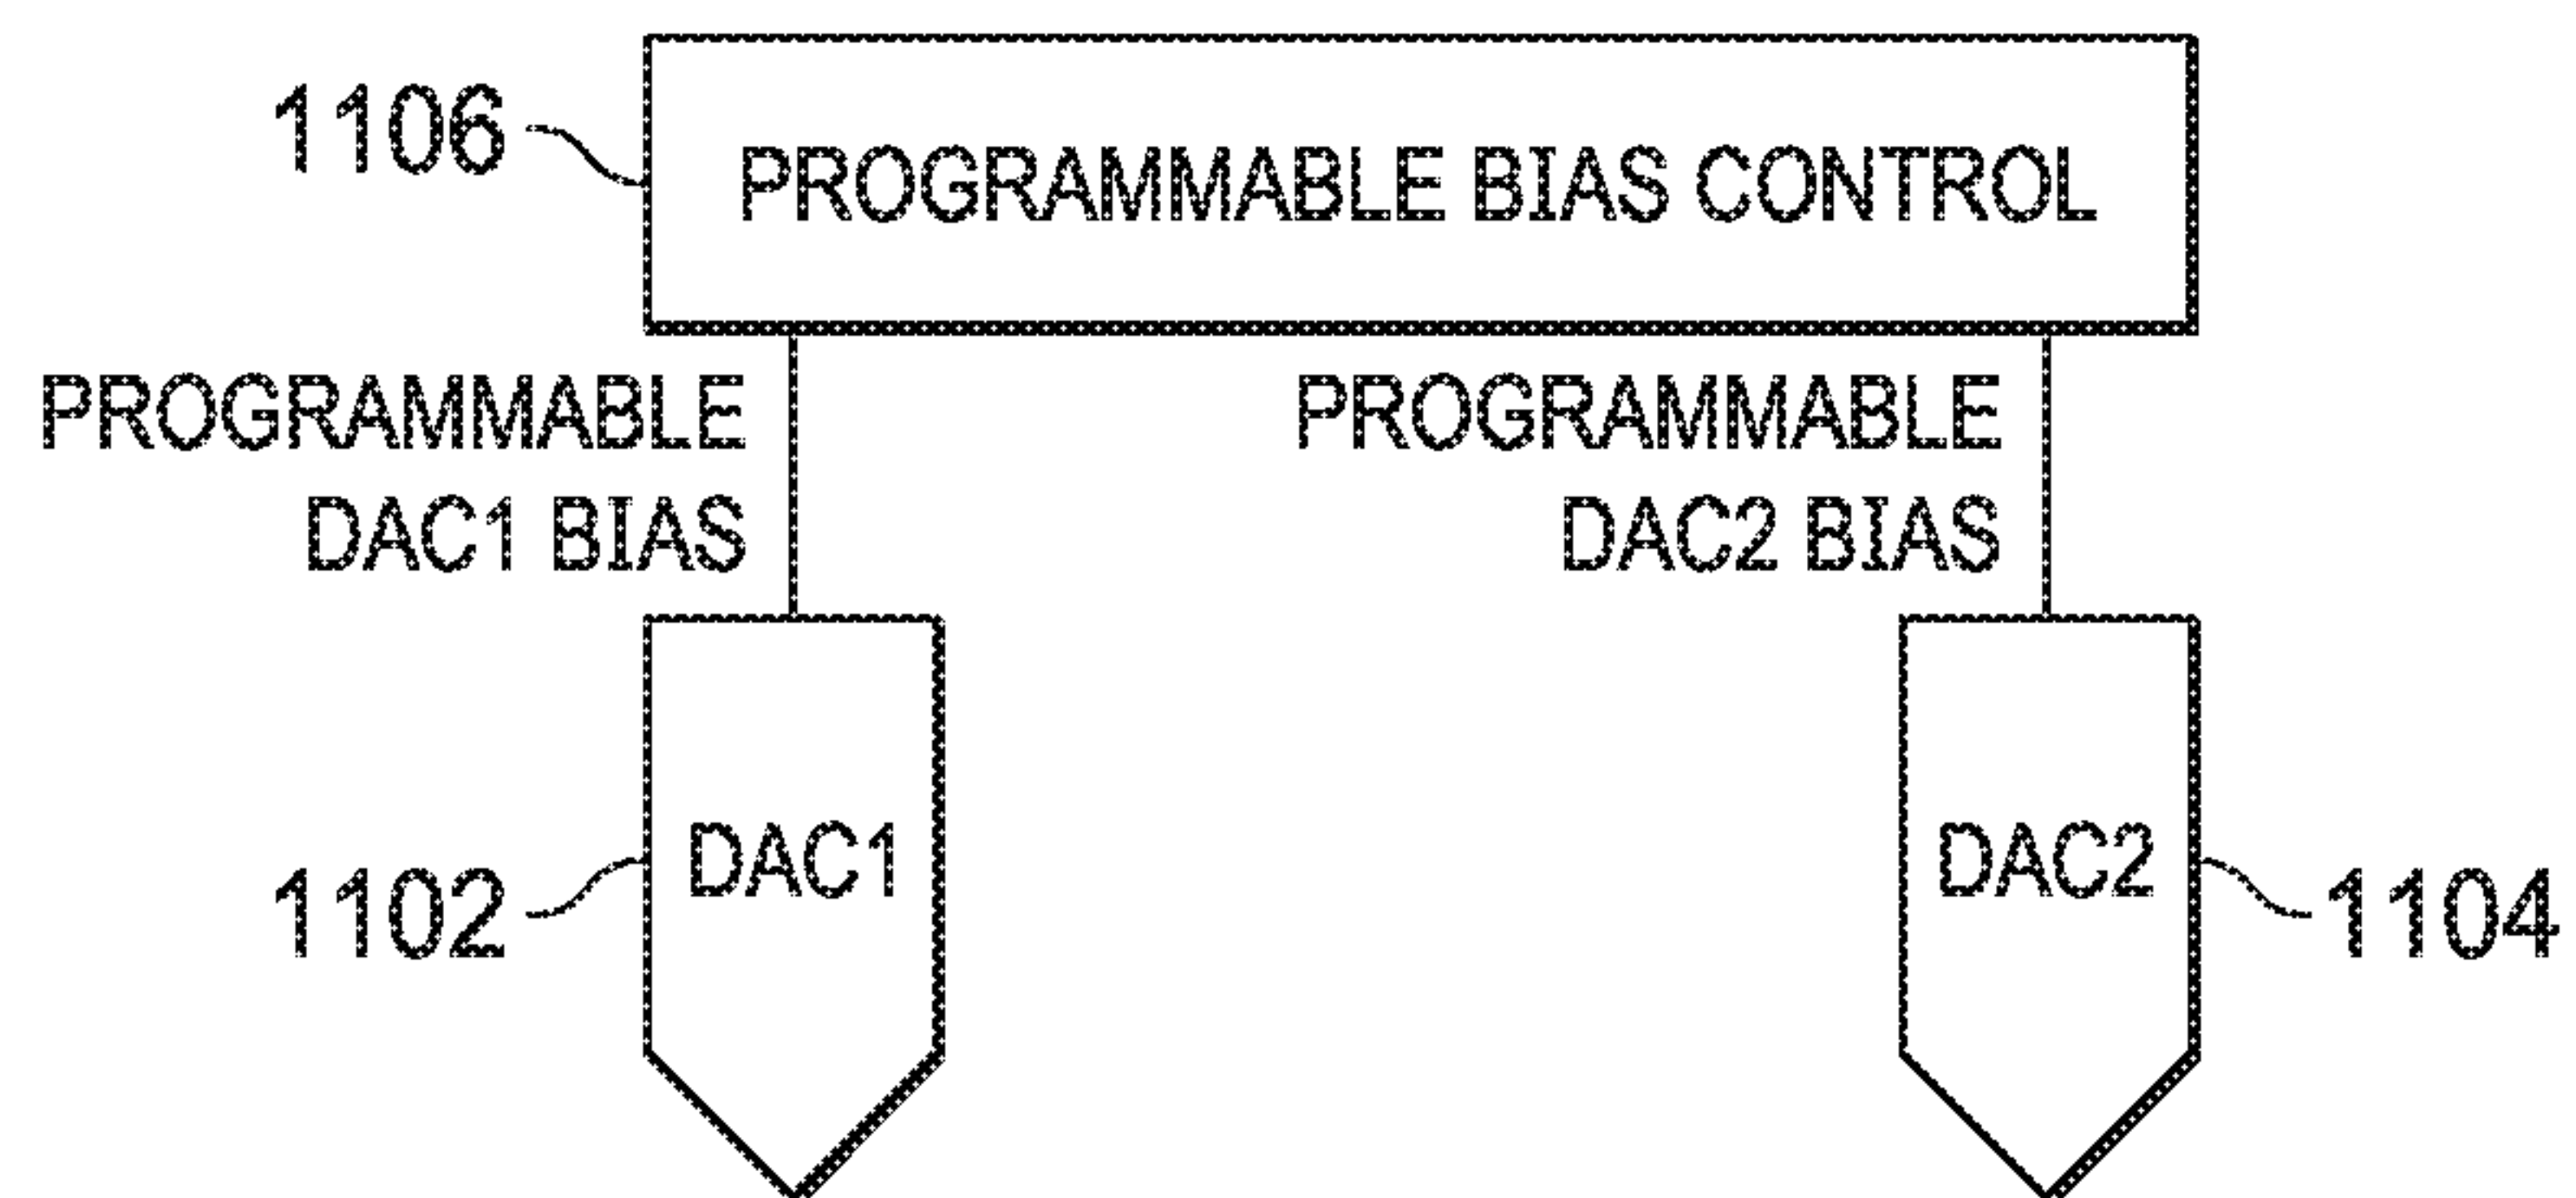 1106
PROGRAMMABLE BIAS CONTROL
PROGRAMMABLE
DAC1 BIAS
PROGRAMMABLE
DAC2 BIAS
1102
DAC1
DAC2
1104